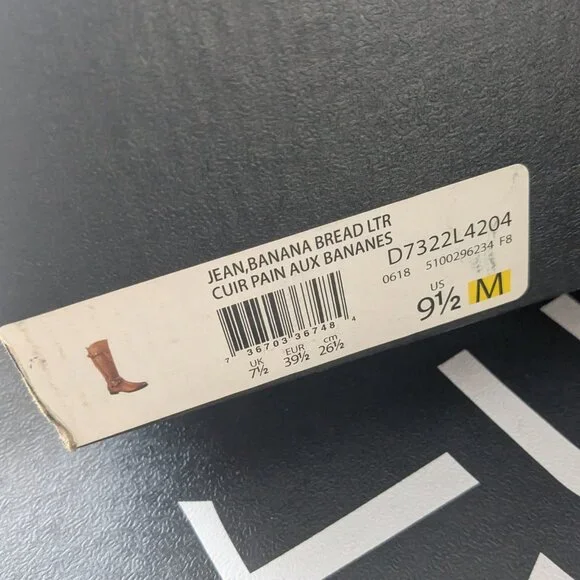 JEAN,BANANA BREAD LTR
CUIR PAIN AUX BANANES
D7322L4204
0618 5100296234 F8
7 36703 36748 4
UK EUR cm
7½ 39½ 26½
US
9½ M